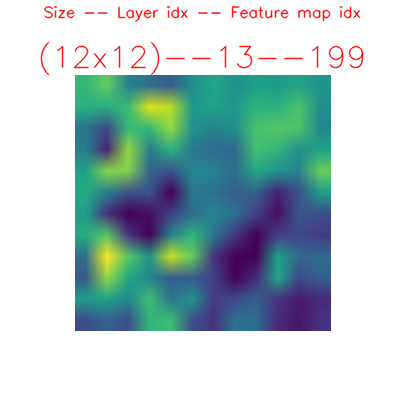 Size -- Layer idx -- Feature map idx
(12x12)--13--199